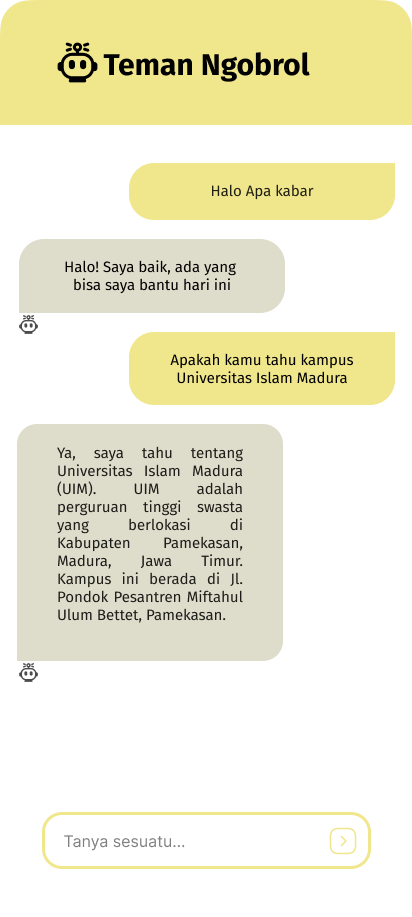 Teman Ngobrol
Halo Apa kabar
Halo! Saya baik, ada yang
bisa saya bantu hari ini
Apakah kamu tahu kampus
Universitas Islam Madura
Ya, saya tahu tentang
Universitas Islam Madura
(UIM). UIM adalah
perguruan tinggi swasta
yang berlokasi di
Kabupaten Pamekasan,
Madura, Jawa Timur.
Kampus ini berada di Jl.
Pondok Pesantren Miftahul
Ulum Bettet, Pamekasan.
Tanya sesuatu...